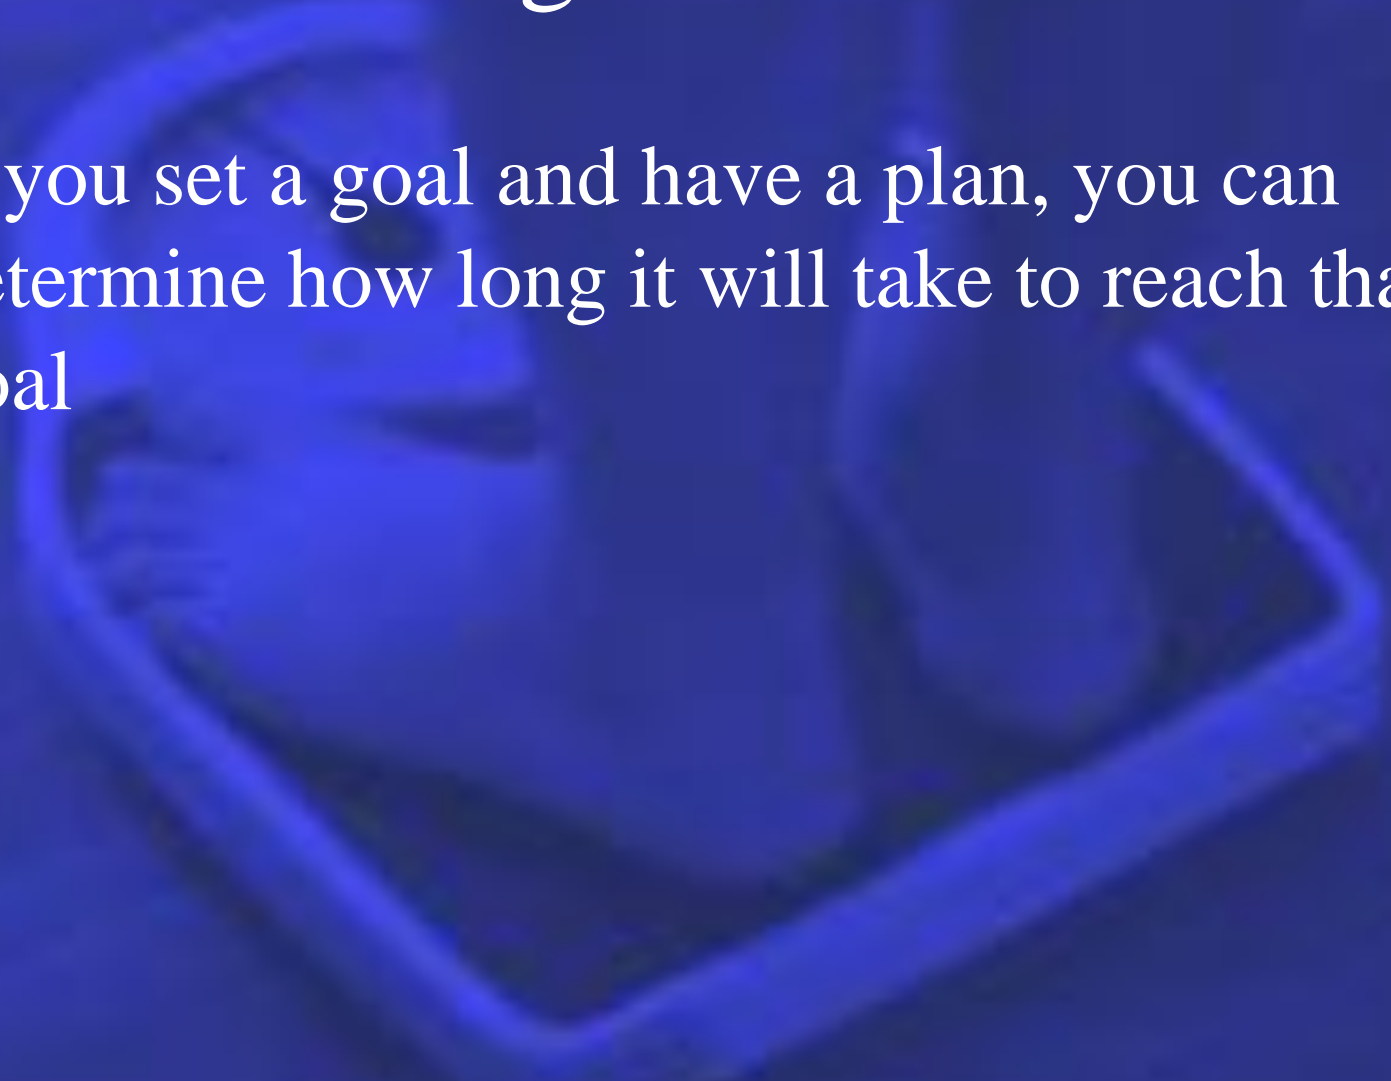 you set a goal and have a plan, you can
etermine how long it will take to reach tha
oal